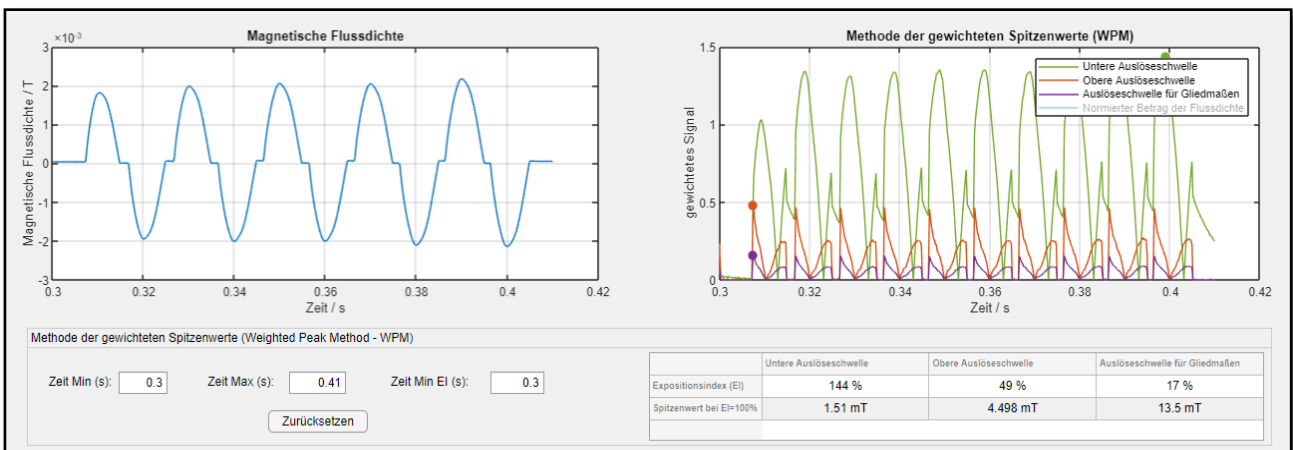 Magnetische Flussdichte
×10⁻³
3
2
1
0
-1
-2
-3
Magnetische Flussdichte / T
0.3 0.32 0.34 0.36 0.38 0.4 0.42
Zeit / s
Methode der gewichteten Spitzenwerte (WPM)
1.5
1
0.5
0
gewichtetes Signal
Untere Auslöseschwelle
Obere Auslöseschwelle
Auslöseschwelle für Gliedmaßen
Normierter Betrag der Flussdichte
0.3 0.32 0.34 0.36 0.38 0.4 0.42
Zeit / s
Methode der gewichteten Spitzenwerte (Weighted Peak Method - WPM)
Zeit Min (s): 0.3 Zeit Max (s): 0.41 Zeit Min EI (s): 0.3
Zurücksetzen
Untere Auslöseschwelle Obere Auslöseschwelle Auslöseschwelle für Gliedmaßen
Expositionsindex (EI) 144 % 49 % 17 %
Spitzenwert bei EI=100% 1.51 mT 4.498 mT 13.5 mT